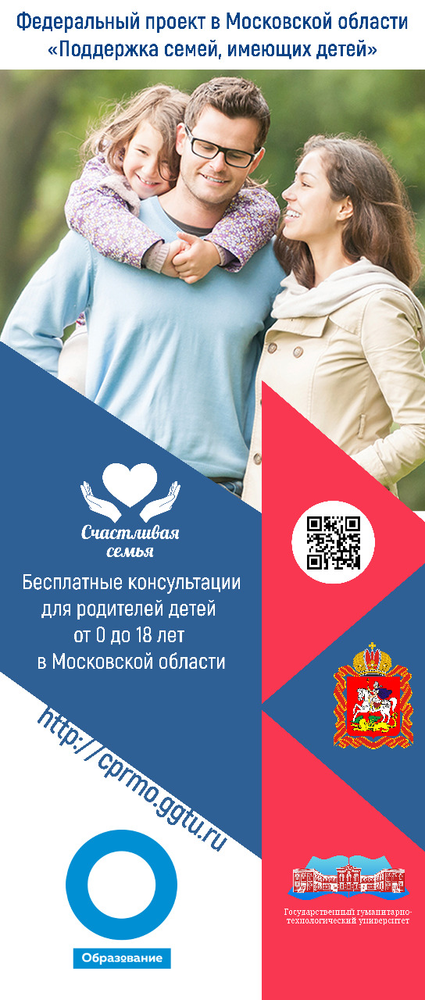 Федеральный проект в Московской области
«Поддержка семей, имеющих детей»
Счастливая
семья
Бесплатные консультации
для родителей детей
от 0 до 18 лет
в Московской области
http://cprmo.ggtu.ru
Образование
Государственный гуманитарно-
технологический университет